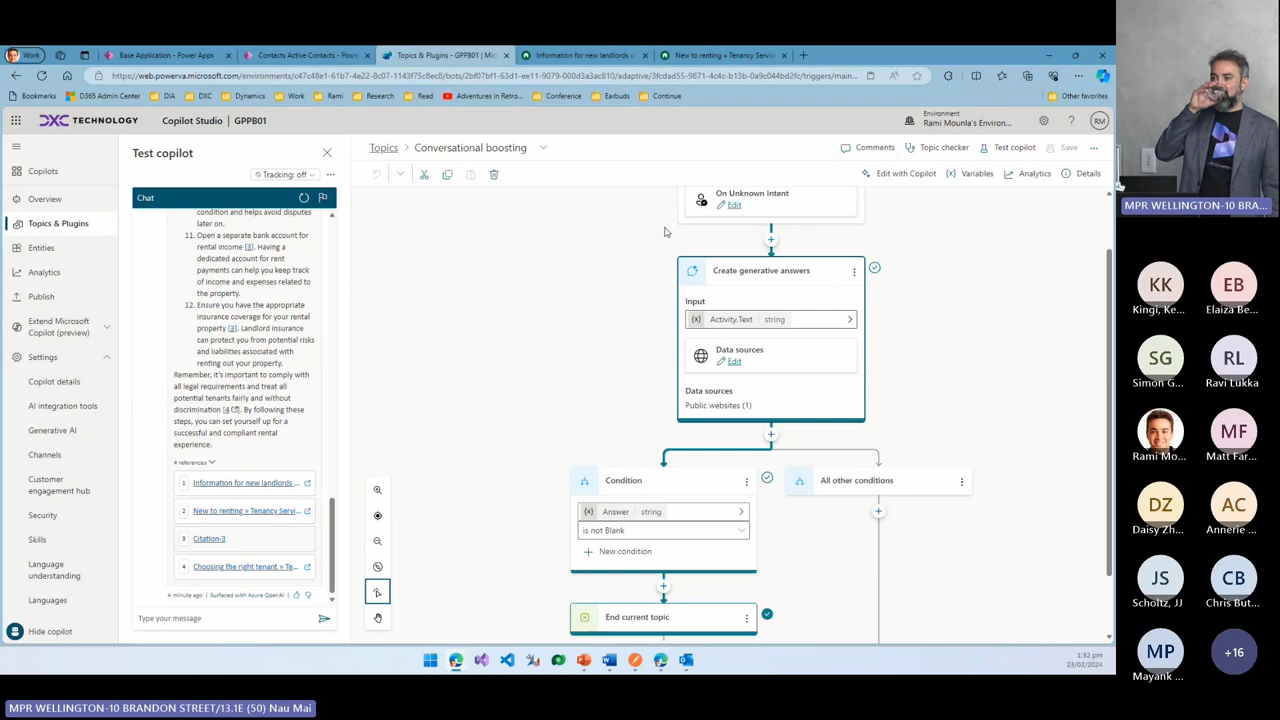 Work
Base Application - Power Apps
Contacts Active Contacts - Powe
Topics & Plugins - GPPB01 | Mic
Information for new landlords »
New to renting » Tenancy Servic
https://web.powerva.microsoft.com/environments/
Bookmarks
D365 Admin Center
DIA
DXC
Dynamics
Work
Rami
Research
Read
Adventures in Retro...
Conference
Earbuds
Continue
Other favorites
DXC TECHNOLOGY
Copilot Studio | GPPB01
Environment
Rami Mounla's Environ...
RM
Copilots
Overview
Topics & Plugins
Entities
Analytics
Publish
Extend Microsoft
Copilot (preview)
Settings
Copilot details
AI integration tools
Generative AI
Channels
Customer
engagement hub
Security
Skills
Language
understanding
Languages
Hide copilot
Test copilot
Tracking: off
Chat
condition and helps avoid disputes
later on.
11. Open a separate bank account for
rental income [3]. Having a
dedicated account for rent
payments can help you keep track
of income and expenses related to
the property.
12. Ensure you have the appropriate
insurance coverage for your rental
property [3]. Landlord insurance
can protect you from potential risks
and liabilities associated with
renting out your property.
Remember, it's important to comply with
all legal requirements and treat all
potential tenants fairly and without
discrimination [4]. By following these
steps, you can set yourself up for a
successful and compliant rental
experience.
4 references
1 Information for new landlords ...
2 New to renting » Tenancy Servi...
3 Citation-3
4 Choosing the right tenant » Te...
A minute ago
Surfaced with Azure OpenAI
Type your message
Topics > Conversational boosting
Comments
Topic checker
Test copilot
Save
Edit with Copilot
{x} Variables
Analytics
Details
On Unknown Intent
Edit
Create generative answers
Input
{x} Activity.Text string
Data sources
Edit
Data sources
Public websites (1)
Condition
{x} Answer string
is not Blank
New condition
All other conditions
End current topic
1:32 pm
23/02/2024
MPR WELLINGTON-10 BRA...
KK
Kingi, Ke...
EB
Elaiza Be...
SG
Simon G...
RL
Ravi Lukka
Rami Mo...
MF
Matt Far...
DZ
Daisy Zh...
AC
Annerie ...
JS
Scholtz, JJ
CB
Chris But...
MP
Mayank ...
+16
MPR WELLINGTON-10 BRANDON STREET/13.1E (50) Nau Mai